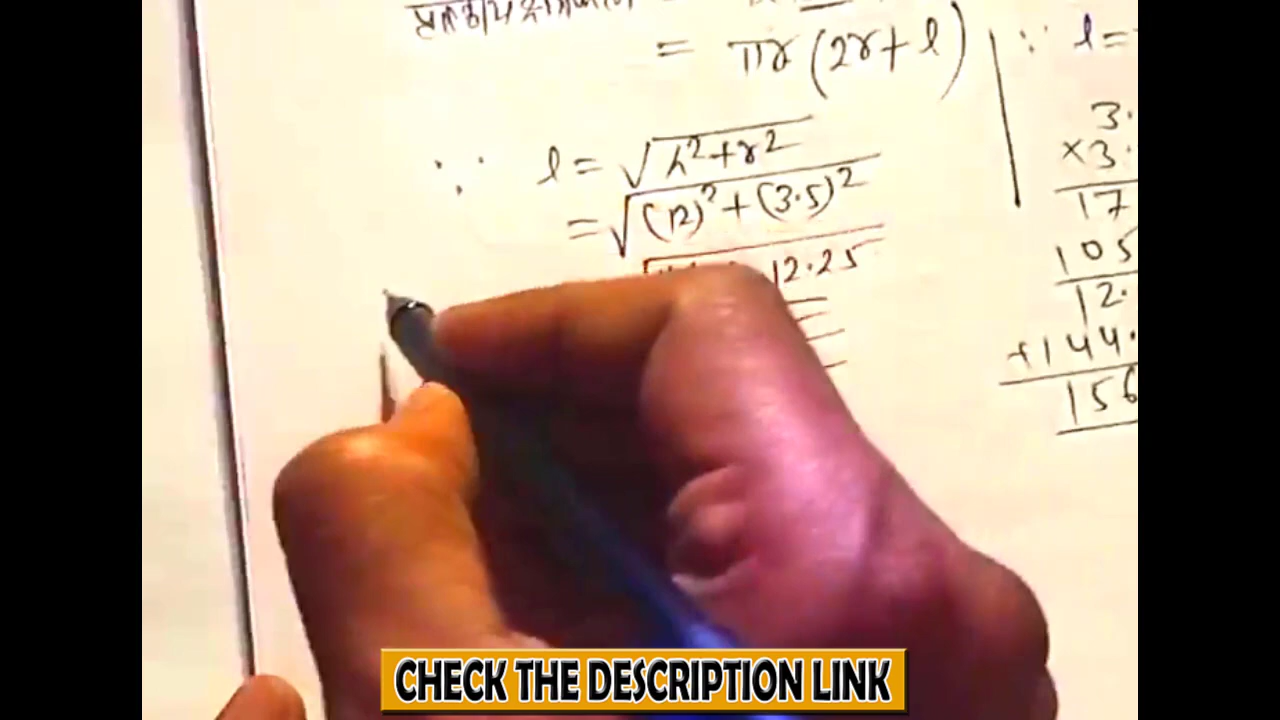 = πr (2r + l) ∵ l =
∵ l = √h²+r²
= √(12)² + (3.5)²
12.25
3.
×3.
17
105
12.
+144.
156
CHECK THE DESCRIPTION LINK